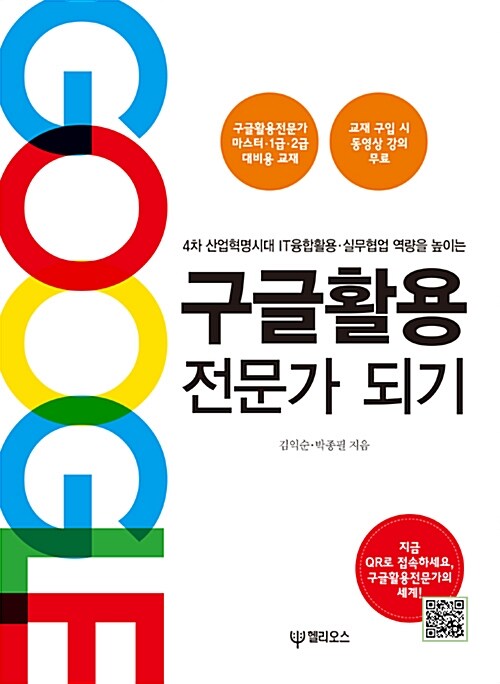 GOOGLE
구글활용전문가
마스터·1급·2급
대비용 교재
교재 구입 시
동영상 강의
무료
4차 산업혁명시대 IT융합활용·실무협업 역량을 높이는
구글활용
전문가 되기
김익순·박종필 지음
지금
QR로 접속하세요,
구글활용전문가의
세계!
헬리오스